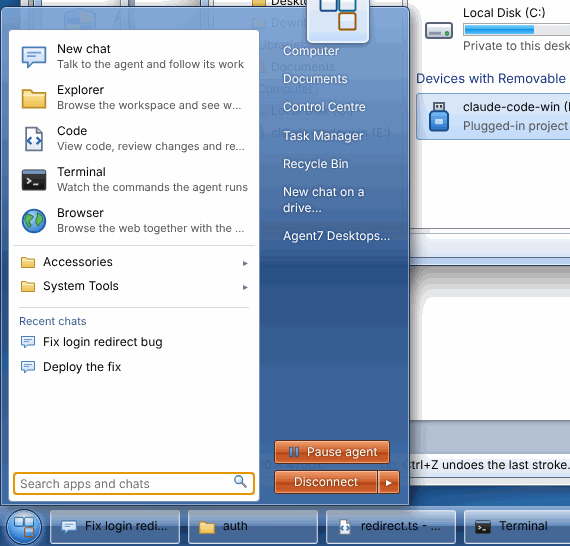 New chat
Talk to the agent and follow its work
Explorer
Browse the workspace and see w...
Code
View code, review changes and re...
Terminal
Watch the commands the agent runs
Browser
Browse the web together with the ...
Accessories
System Tools
Recent chats
Fix login redirect bug
Deploy the fix
Search apps and chats
Computer
Documents
Control Centre
Task Manager
Recycle Bin
New chat on a
drive...
Agent7 Desktops...
Pause agent
Disconnect
Local Disk (C:)
Private to this desk
Devices with Removable
claude-code-win (
Plugged-in project
Ctrl+Z undoes the last stroke.
Fix login redi...
auth
redirect.ts - ...
Terminal